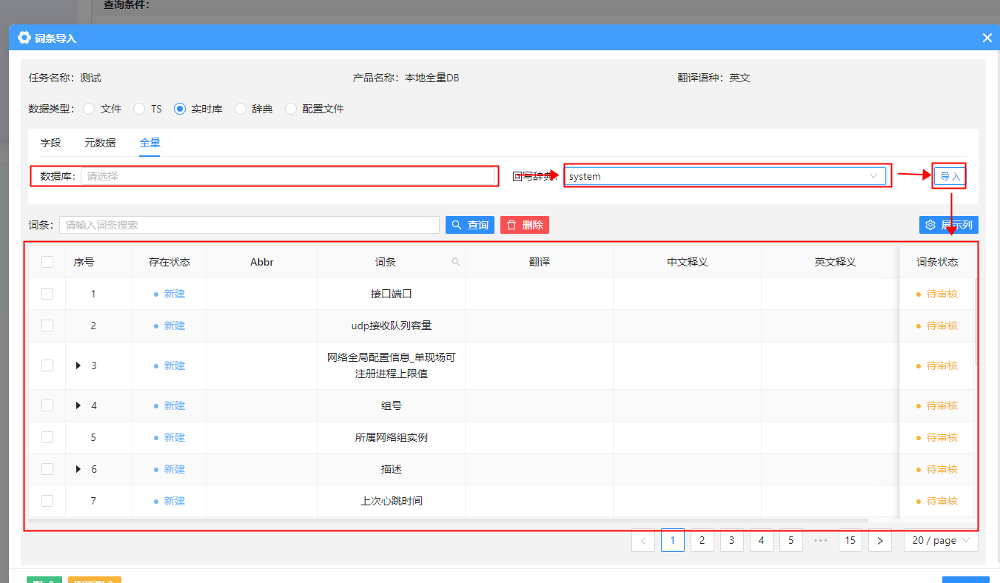 查询条件：
词条导入
任务名称： 测试 产品名称： 本地全量DB 翻译语种： 英文
数据类型： 文件 TS 实时库 辞典 配置文件
字段 元数据 全量
数据库： 请选择 回写辞典： system 导入
词条： 请输入词条搜索 查询 删除 展示列
序号 存在状态 Abbr 词条 翻译 中文释义 英文释义 词条状态
1 新建 接口端口 待审核
2 新建 udp接收队列容量 待审核
3 新建 网络全局配置信息_单现场可 待审核
注册进程上限值
4 新建 组号 待审核
5 新建 所属网络组实例 待审核
6 新建 描述 待审核
7 新建 上次心跳时间 待审核
< 1 2 3 4 5 ••• 15 > 20 / page